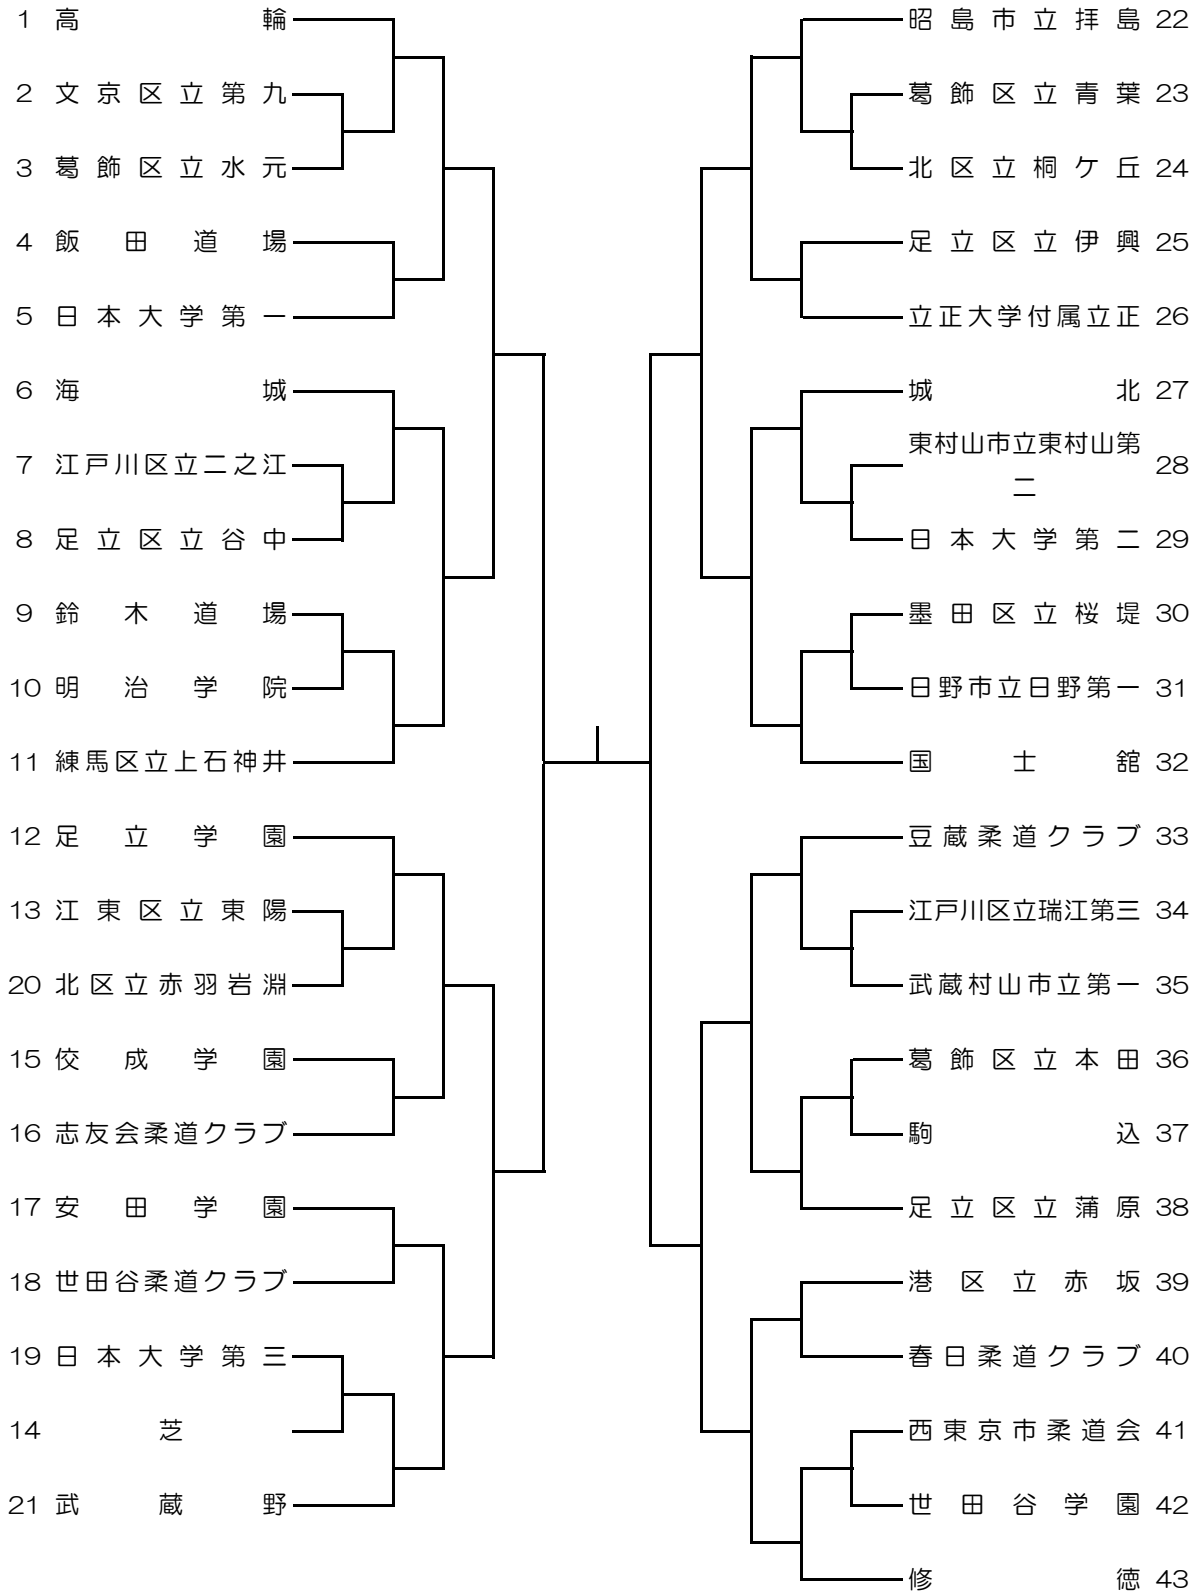 1 高輪
2 文京区立第九
3 葛飾区立水元
4 飯田道場
5 日本大学第一
6 海城
7 江戸川区立二之江
8 足立区立谷中
9 鈴木道場
10 明治学院
11 練馬区立上石神井
12 足立学園
13 江東区立東陽
20 北区立赤羽岩淵
15 佼成学園
16 志友会柔道クラブ
17 安田学園
18 世田谷柔道クラブ
19 日本大学第三
14 芝
21 武蔵野
昭島市立拝島 22
葛飾区立青葉 23
北区立桐ケ丘 24
足立区立伊興 25
立正大学付属立正 26
城北 27
東村山市立東村山第
二 28
日本大学第二 29
墨田区立桜堤 30
日野市立日野第一 31
国士舘 32
豆蔵柔道クラブ 33
江戸川区立瑞江第三 34
武蔵村山市立第一 35
葛飾区立本田 36
駒込 37
足立区立蒲原 38
港区立赤坂 39
春日柔道クラブ 40
西東京市柔道会 41
世田谷学園 42
修徳 43